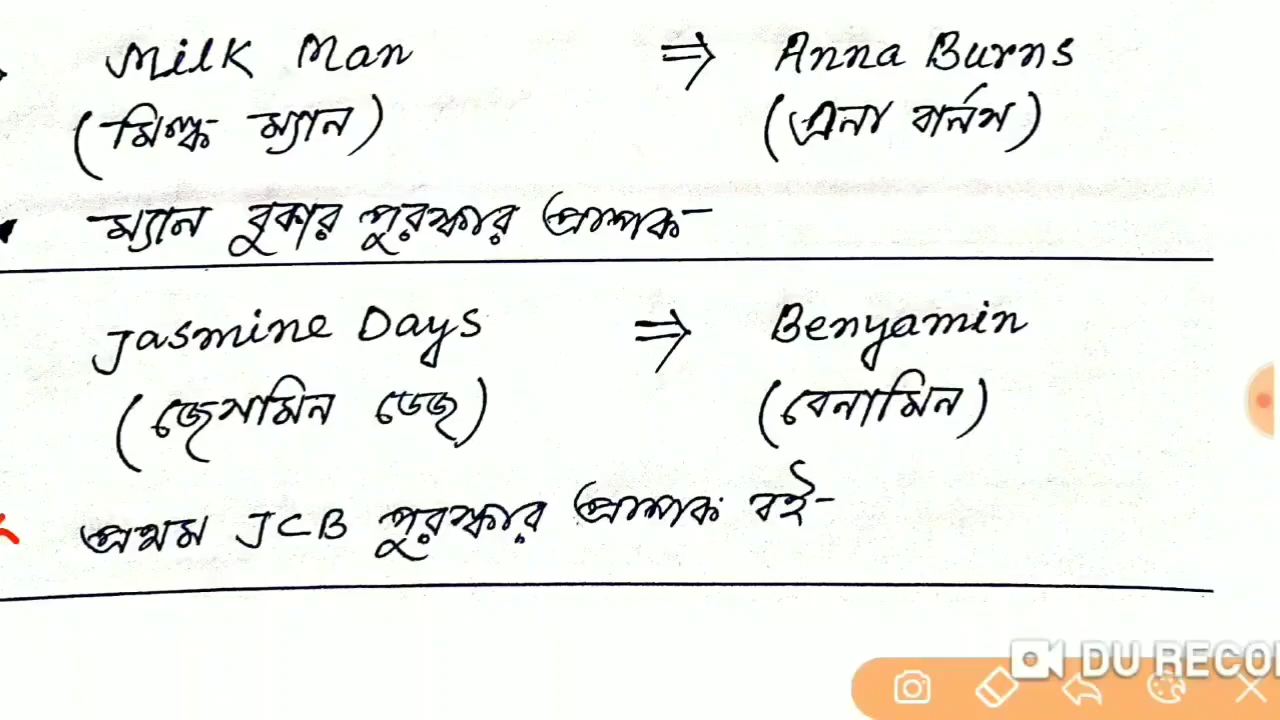 Milk Man ⇒ Anna Burns
(মিল্ক ম্যান) (এনা বার্নস)
ম্যান বুকার পুরস্কার প্রাপক-
Jasmine Days ⇒ Benyamin
(জেসমিন ডেজ) (বেনামিন)
প্রথম JCB পুরস্কার প্রাপক বই-
DU RECO